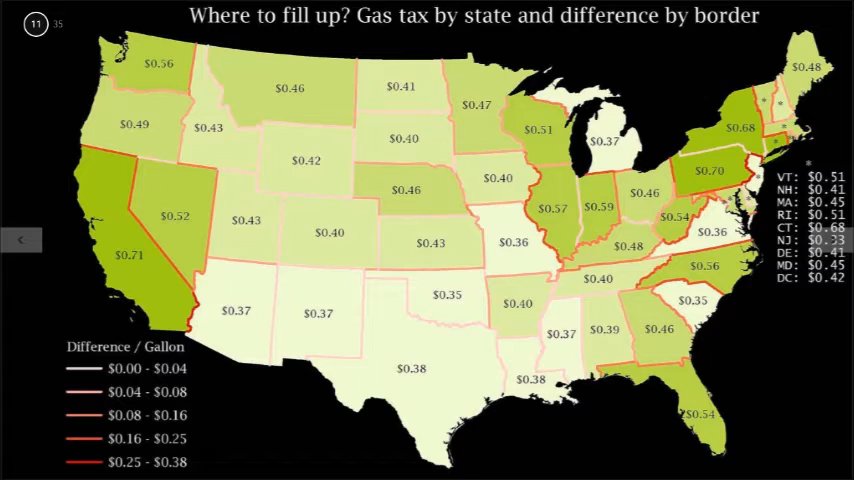 11 35
Where to fill up? Gas tax by state and difference by border
$0.56
$0.48
$0.46
$0.41
$0.47
$0.49
$0.43
$0.51
$0.68
$0.40
$0.37
$0.42
$0.70
*
VT: $0.51
NH: $0.41
MA: $0.45
RI: $0.51
CT: $0.68
NJ: $0.33
DE: $0.41
MD: $0.45
DC: $0.42
$0.46
$0.40
$0.46
$0.52
$0.57
$0.59
$0.54
$0.43
$0.40
$0.43
$0.36
$0.48
$0.36
$0.71
$0.56
$0.40
$0.37
$0.37
$0.35
$0.40
$0.35
$0.37
$0.39
$0.46
$0.38
$0.38
$0.54
Difference / Gallon
$0.00 - $0.04
$0.04 - $0.08
$0.08 - $0.16
$0.16 - $0.25
$0.25 - $0.38